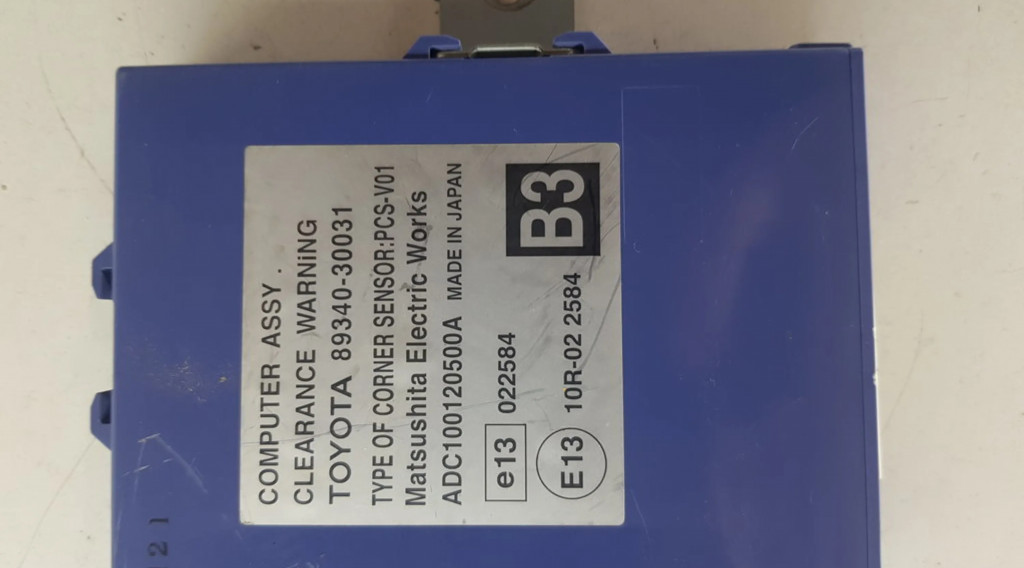 COMPUTER ASSY.
CLEARANCE WARNiNG
TOYOTA 89340-30031
TYPE OF CORNER SENSOR:PCS-V01
Matsushita Electric Works
ADC100120500A MADE IN JAPAN
e13 022584
E13 10R-02 2584
B3
121